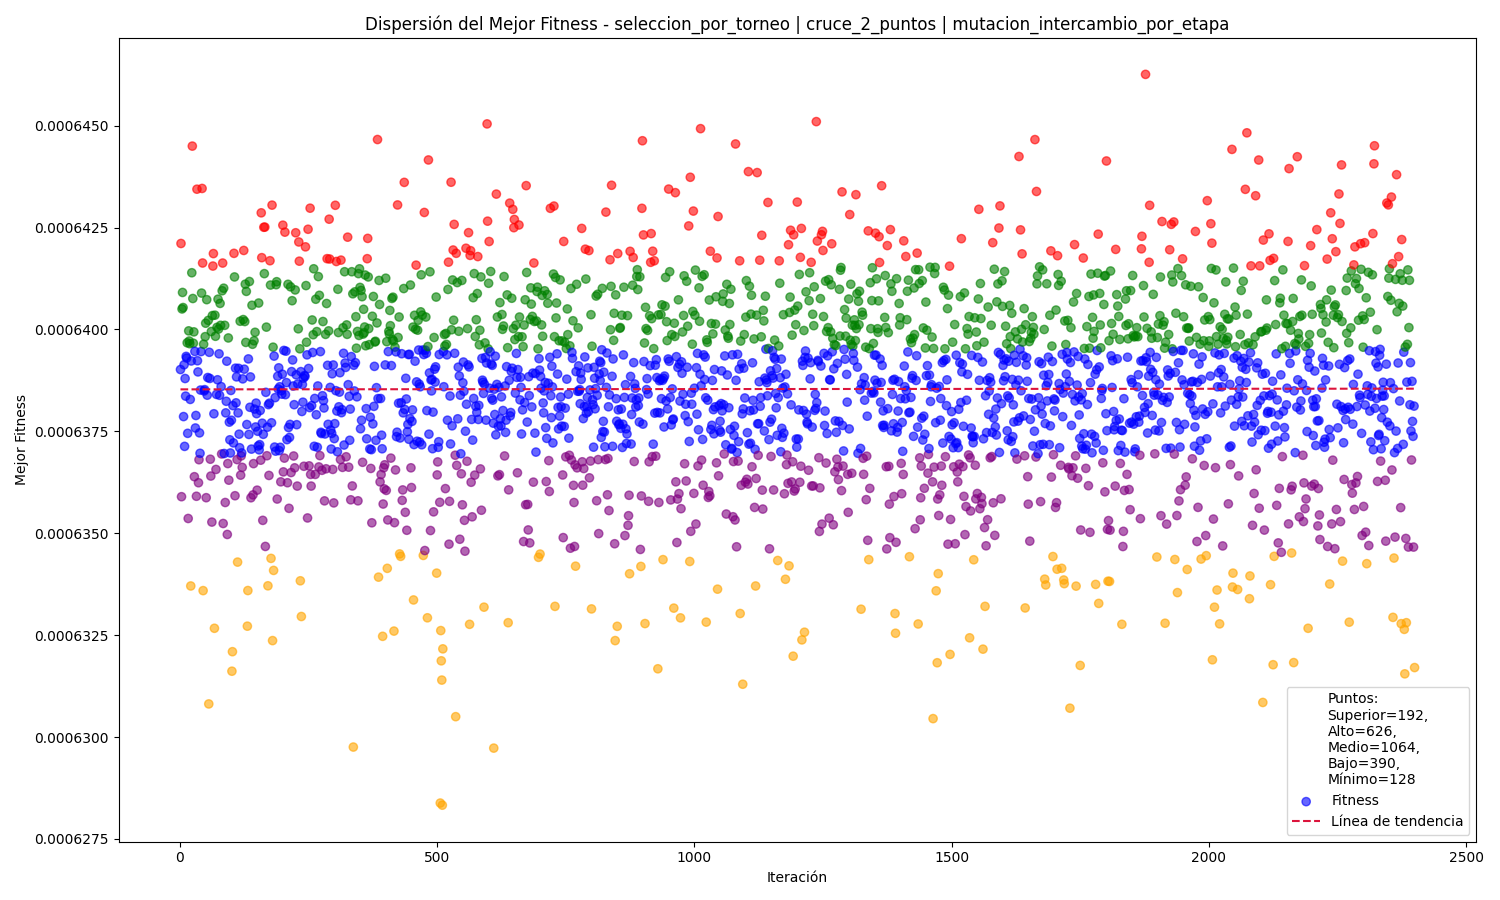 Dispersión del Mejor Fitness - seleccion_por_torneo | cruce_2_puntos | mutacion_intercambio_por_etapa
Mejor Fitness
0.0006450
0.0006425
0.0006400
0.0006375
0.0006350
0.0006325
0.0006300
0.0006275
Puntos:
Superior=192,
Alto=626,
Medio=1064,
Bajo=390,
Mínimo=128
Fitness
Línea de tendencia
0 500 1000 1500 2000 2500
Iteración